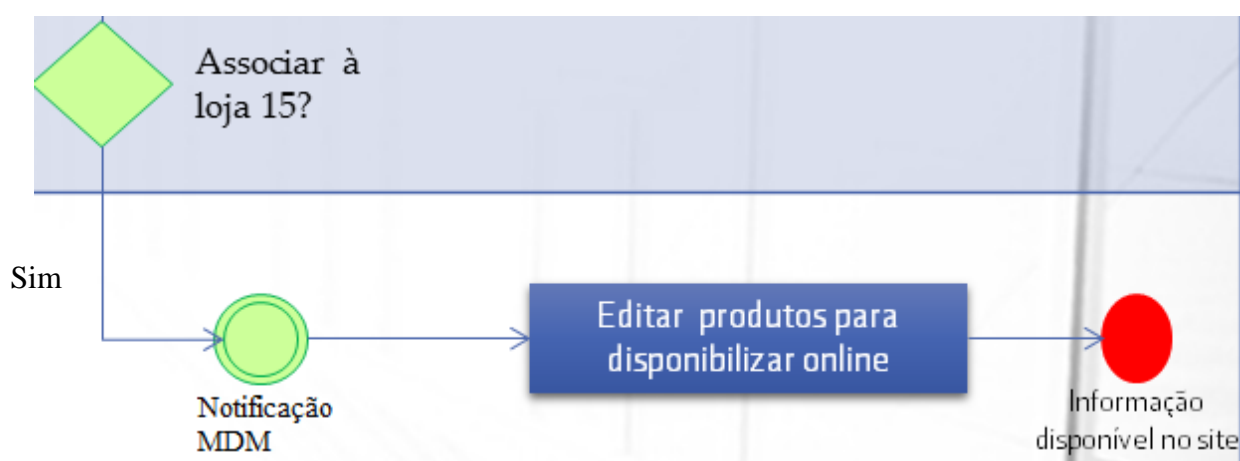 Associar à
loja 15?
Sim
Editar produtos para
disponibilizar online
Notificação
MDM
Informação
disponível no site